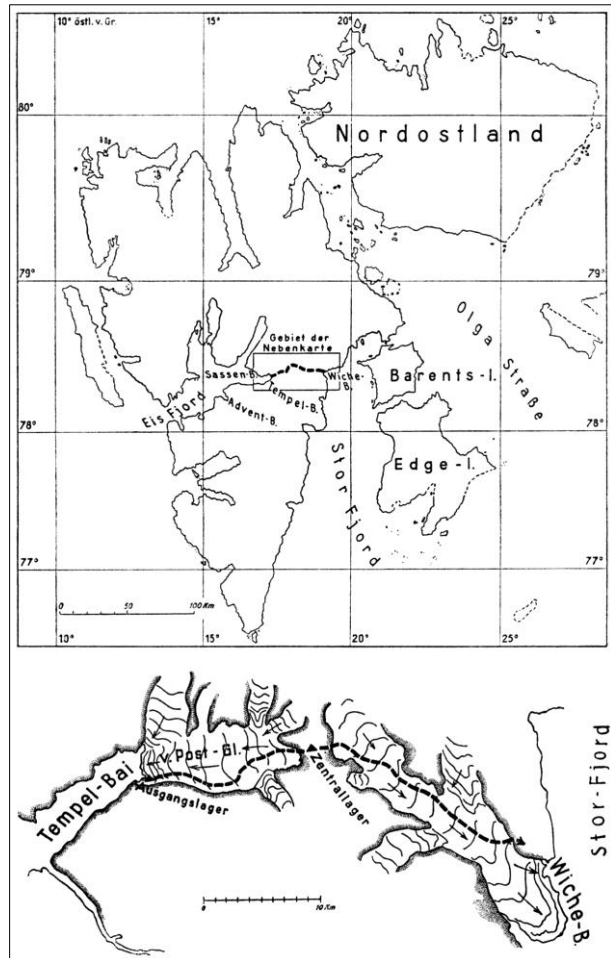 10° östl. v. Gr.
15°
20°
25°
80°
80°
Nordostland
79°
79°
Olga Straße
Gebiet der
Nebenkarte
Sassen-B.
Wiche-
B.
Barents-I.
Tempel-B.
Eis Fjord
Advent-B.
78°
78°
Stor Fjord
Edge-I.
77°
77°
0 50 100 Km
10°
15°
20°
25°
v. Post-Gl.
Tempel-Bai
Ausgangslager
Zentrallager
Stor-Fjord
Wiche-B.
0 10 Km